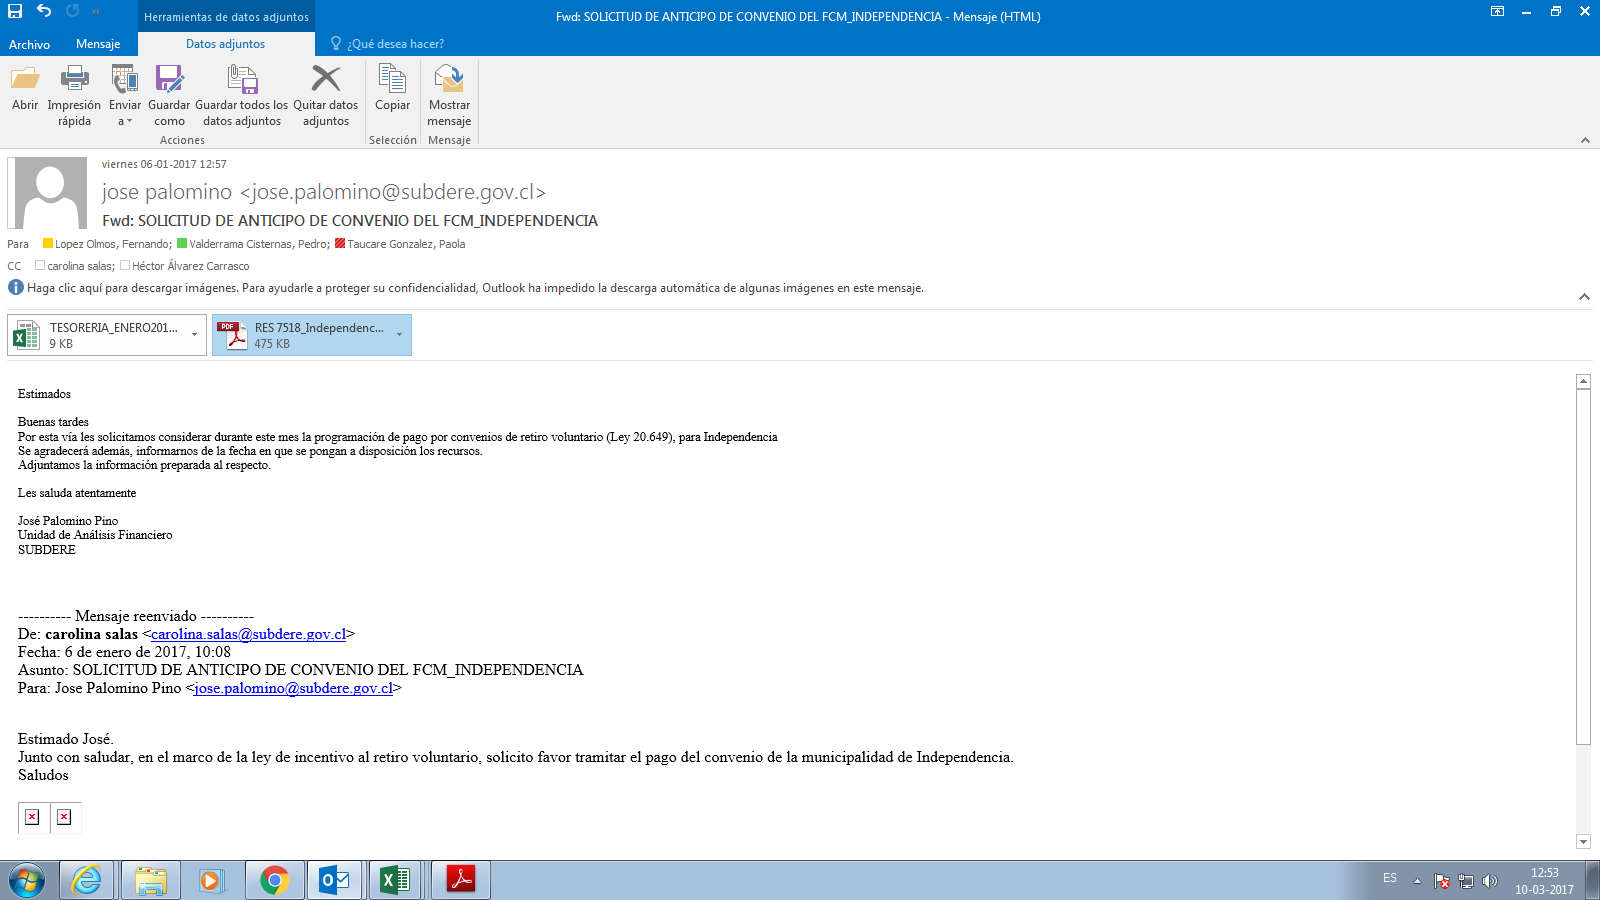 Herramientas de datos adjuntos
Fwd: SOLICITUD DE ANTICIPO DE CONVENIO DEL FCM_INDEPENDENCIA - Mensaje (HTML)
Archivo Mensaje Datos adjuntos ¿Qué desea hacer?
Abrir
Impresión rápida
Enviar a
Guardar como
Guardar todos los datos adjuntos
Quitar datos adjuntos
Copiar
Mostrar mensaje
Acciones Selección Mensaje
viernes 06-01-2017 12:57
jose palomino <jose.palomino@subdere.gov.cl>
Fwd: SOLICITUD DE ANTICIPO DE CONVENIO DEL FCM_INDEPENDENCIA
Para Lopez Olmos, Fernando; Valderrama Cisternas, Pedro; Taucare Gonzalez, Paola
CC carolina salas; Héctor Álvarez Carrasco
Haga clic aquí para descargar imágenes. Para ayudarle a proteger su confidencialidad, Outlook ha impedido la descarga automática de algunas imágenes en este mensaje.
TESORERIA_ENERO201...
9 KB
PDF
RES 7518_Independenc...
475 KB
Estimados
Buenas tardes
Por esta vía les solicitamos considerar durante este mes la programación de pago por convenios de retiro voluntario (Ley 20.649), para Independencia
Se agradecerá además, informarnos de la fecha en que se pongan a disposición los recursos.
Adjuntamos la información preparada al respecto.
Les saluda atentamente
José Palomino Pino
Unidad de Análisis Financiero
SUBDERE
---------- Mensaje reenviado ----------
De: carolina salas <carolina.salas@subdere.gov.cl>
Fecha: 6 de enero de 2017, 10:08
Asunto: SOLICITUD DE ANTICIPO DE CONVENIO DEL FCM_INDEPENDENCIA
Para: Jose Palomino Pino <jose.palomino@subdere.gov.cl>
Estimado José.
Junto con saludar, en el marco de la ley de incentivo al retiro voluntario, solicito favor tramitar el pago del convenio de la municipalidad de Independencia.
Saludos
ES
12:53
10-03-2017